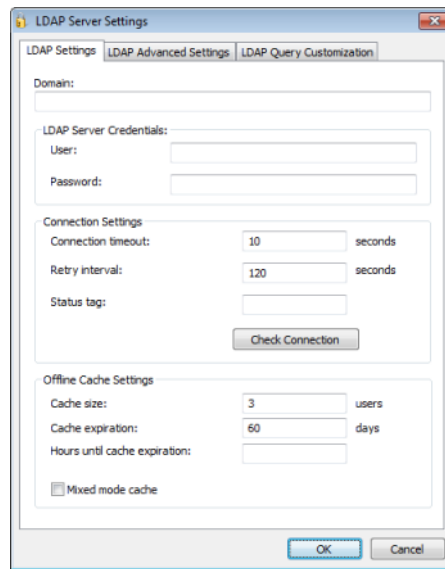 LDAP Server Settings
LDAP Settings LDAP Advanced Settings LDAP Query Customization
Domain:
LDAP Server Credentials:
User:
Password:
Connection Settings
Connection timeout: 10 seconds
Retry interval: 120 seconds
Status tag:
Check Connection
Offline Cache Settings
Cache size: 3 users
Cache expiration: 60 days
Hours until cache expiration:
Mixed mode cache
OK Cancel